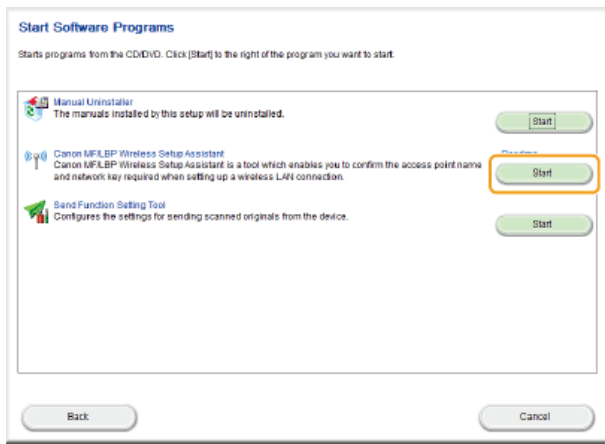 Start Software Programs
Starts programs from the CD/DVD. Click [Start] to the right of the program you want to start.
Manual Uninstaller
The manuals installed by this setup will be uninstalled.
Start
Canon MF/LBP Wireless Setup Assistant
Canon MF/LBP Wireless Setup Assistant is a tool which enables you to confirm the access point name
and network key required when setting up a wireless LAN connection.
Start
Send Function Setting Tool
Configures the settings for sending scanned originals from the device.
Start
Back
Cancel